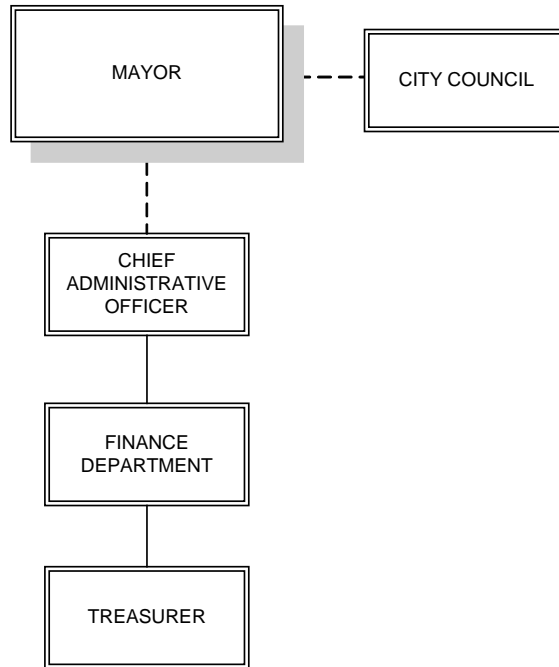 MAYOR
CITY COUNCIL
CHIEF
ADMINISTRATIVE
OFFICER
FINANCE
DEPARTMENT
TREASURER